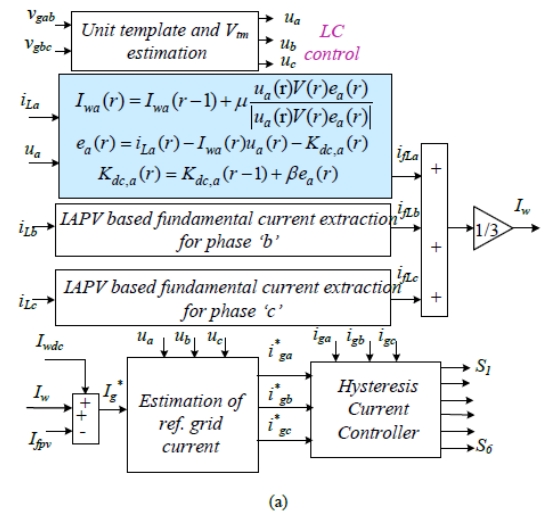 v_gab
v_gbc
Unit template and V_tm
estimation
u_a
u_b
u_c
LC
control
i_La
u_a
I_wa(r) = I_wa(r−1) + μ u_a(r)V(r)e_a(r) / |u_a(r)V(r)e_a(r)|
e_a(r) = i_La(r) − I_wa(r)u_a(r) − K_dc,a(r)
K_dc,a(r) = K_dc,a(r−1) + βe_a(r)
i_fLa
+
i_Lb
IAPV based fundamental current extraction
for phase ‘b’
i_fLb
+
1/3
I_w
i_Lc
IAPV based fundamental current extraction
for phase ‘c’
i_fLc
+
I_wdc
I_w
I_fpv
+
+
-
I_g*
u_a u_b u_c
Estimation of
ref. grid
current
i*_ga
i*_gb
i*_gc
i_ga i_gb i_gc
Hysteresis
Current
Controller
S_1
S_6
(a)